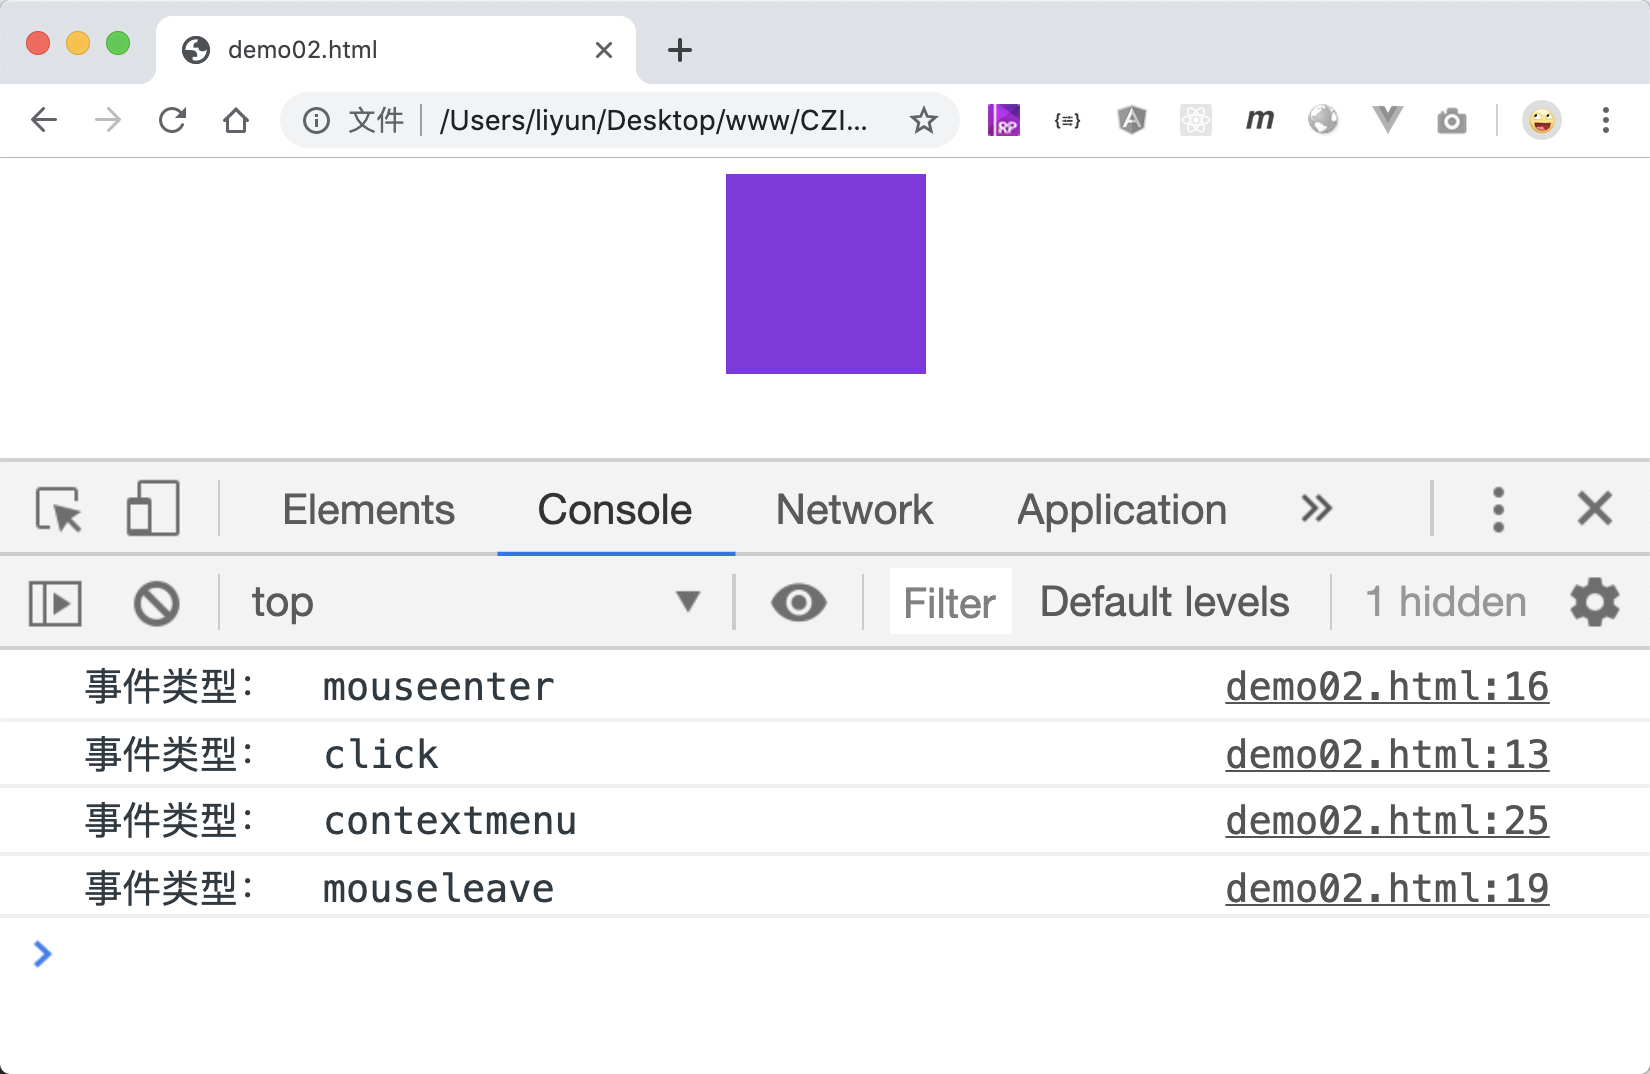 demo02.html
文件 /Users/liyun/Desktop/www/CZI...
RP {≡} A m
Elements Console Network Application
top Filter Default levels 1 hidden
事件类型： mouseenter demo02.html:16
事件类型： click demo02.html:13
事件类型： contextmenu demo02.html:25
事件类型： mouseleave demo02.html:19